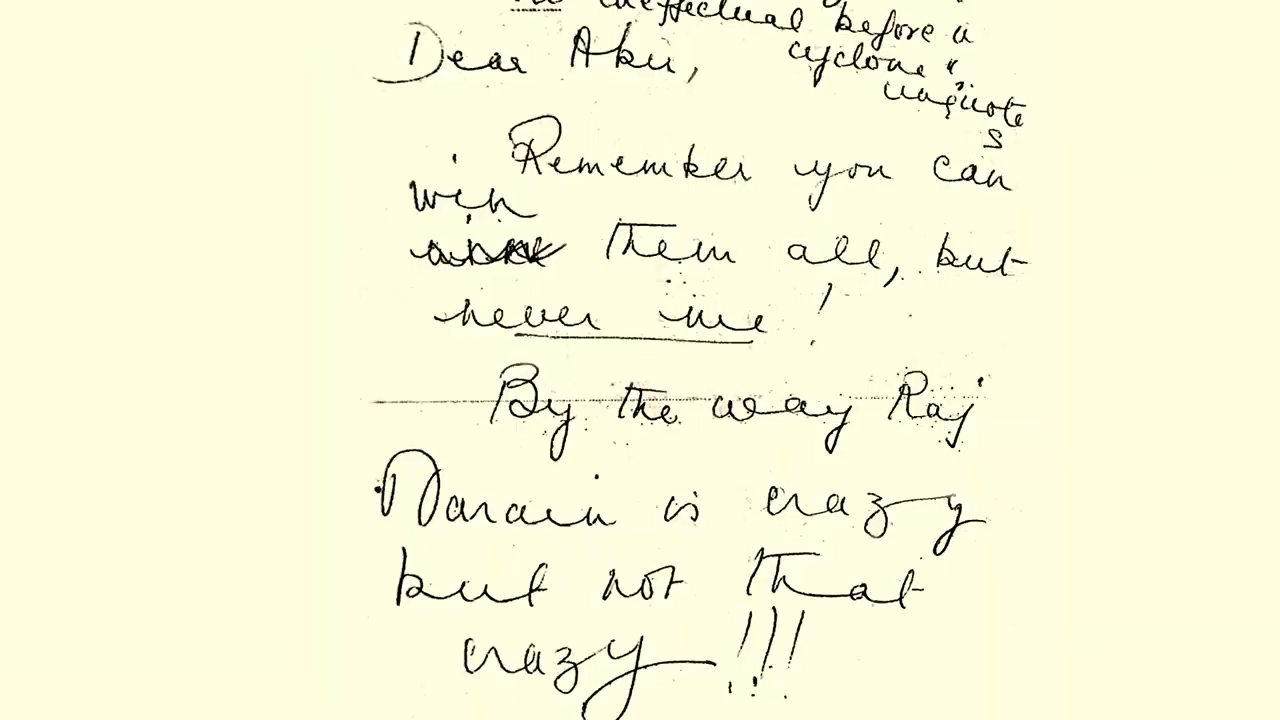 ineffectual before a
cyclone"
unquote
Dear Aku,
Remember you can
win
them all, but
never me!
By the way Raj
Narain is crazy
but not that
crazy!!!